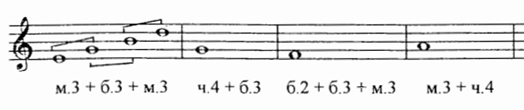 м.3 + б.3 + м.3 ч.4 + б.3 б.2 + б.3 + м.3 м.3 + ч.4